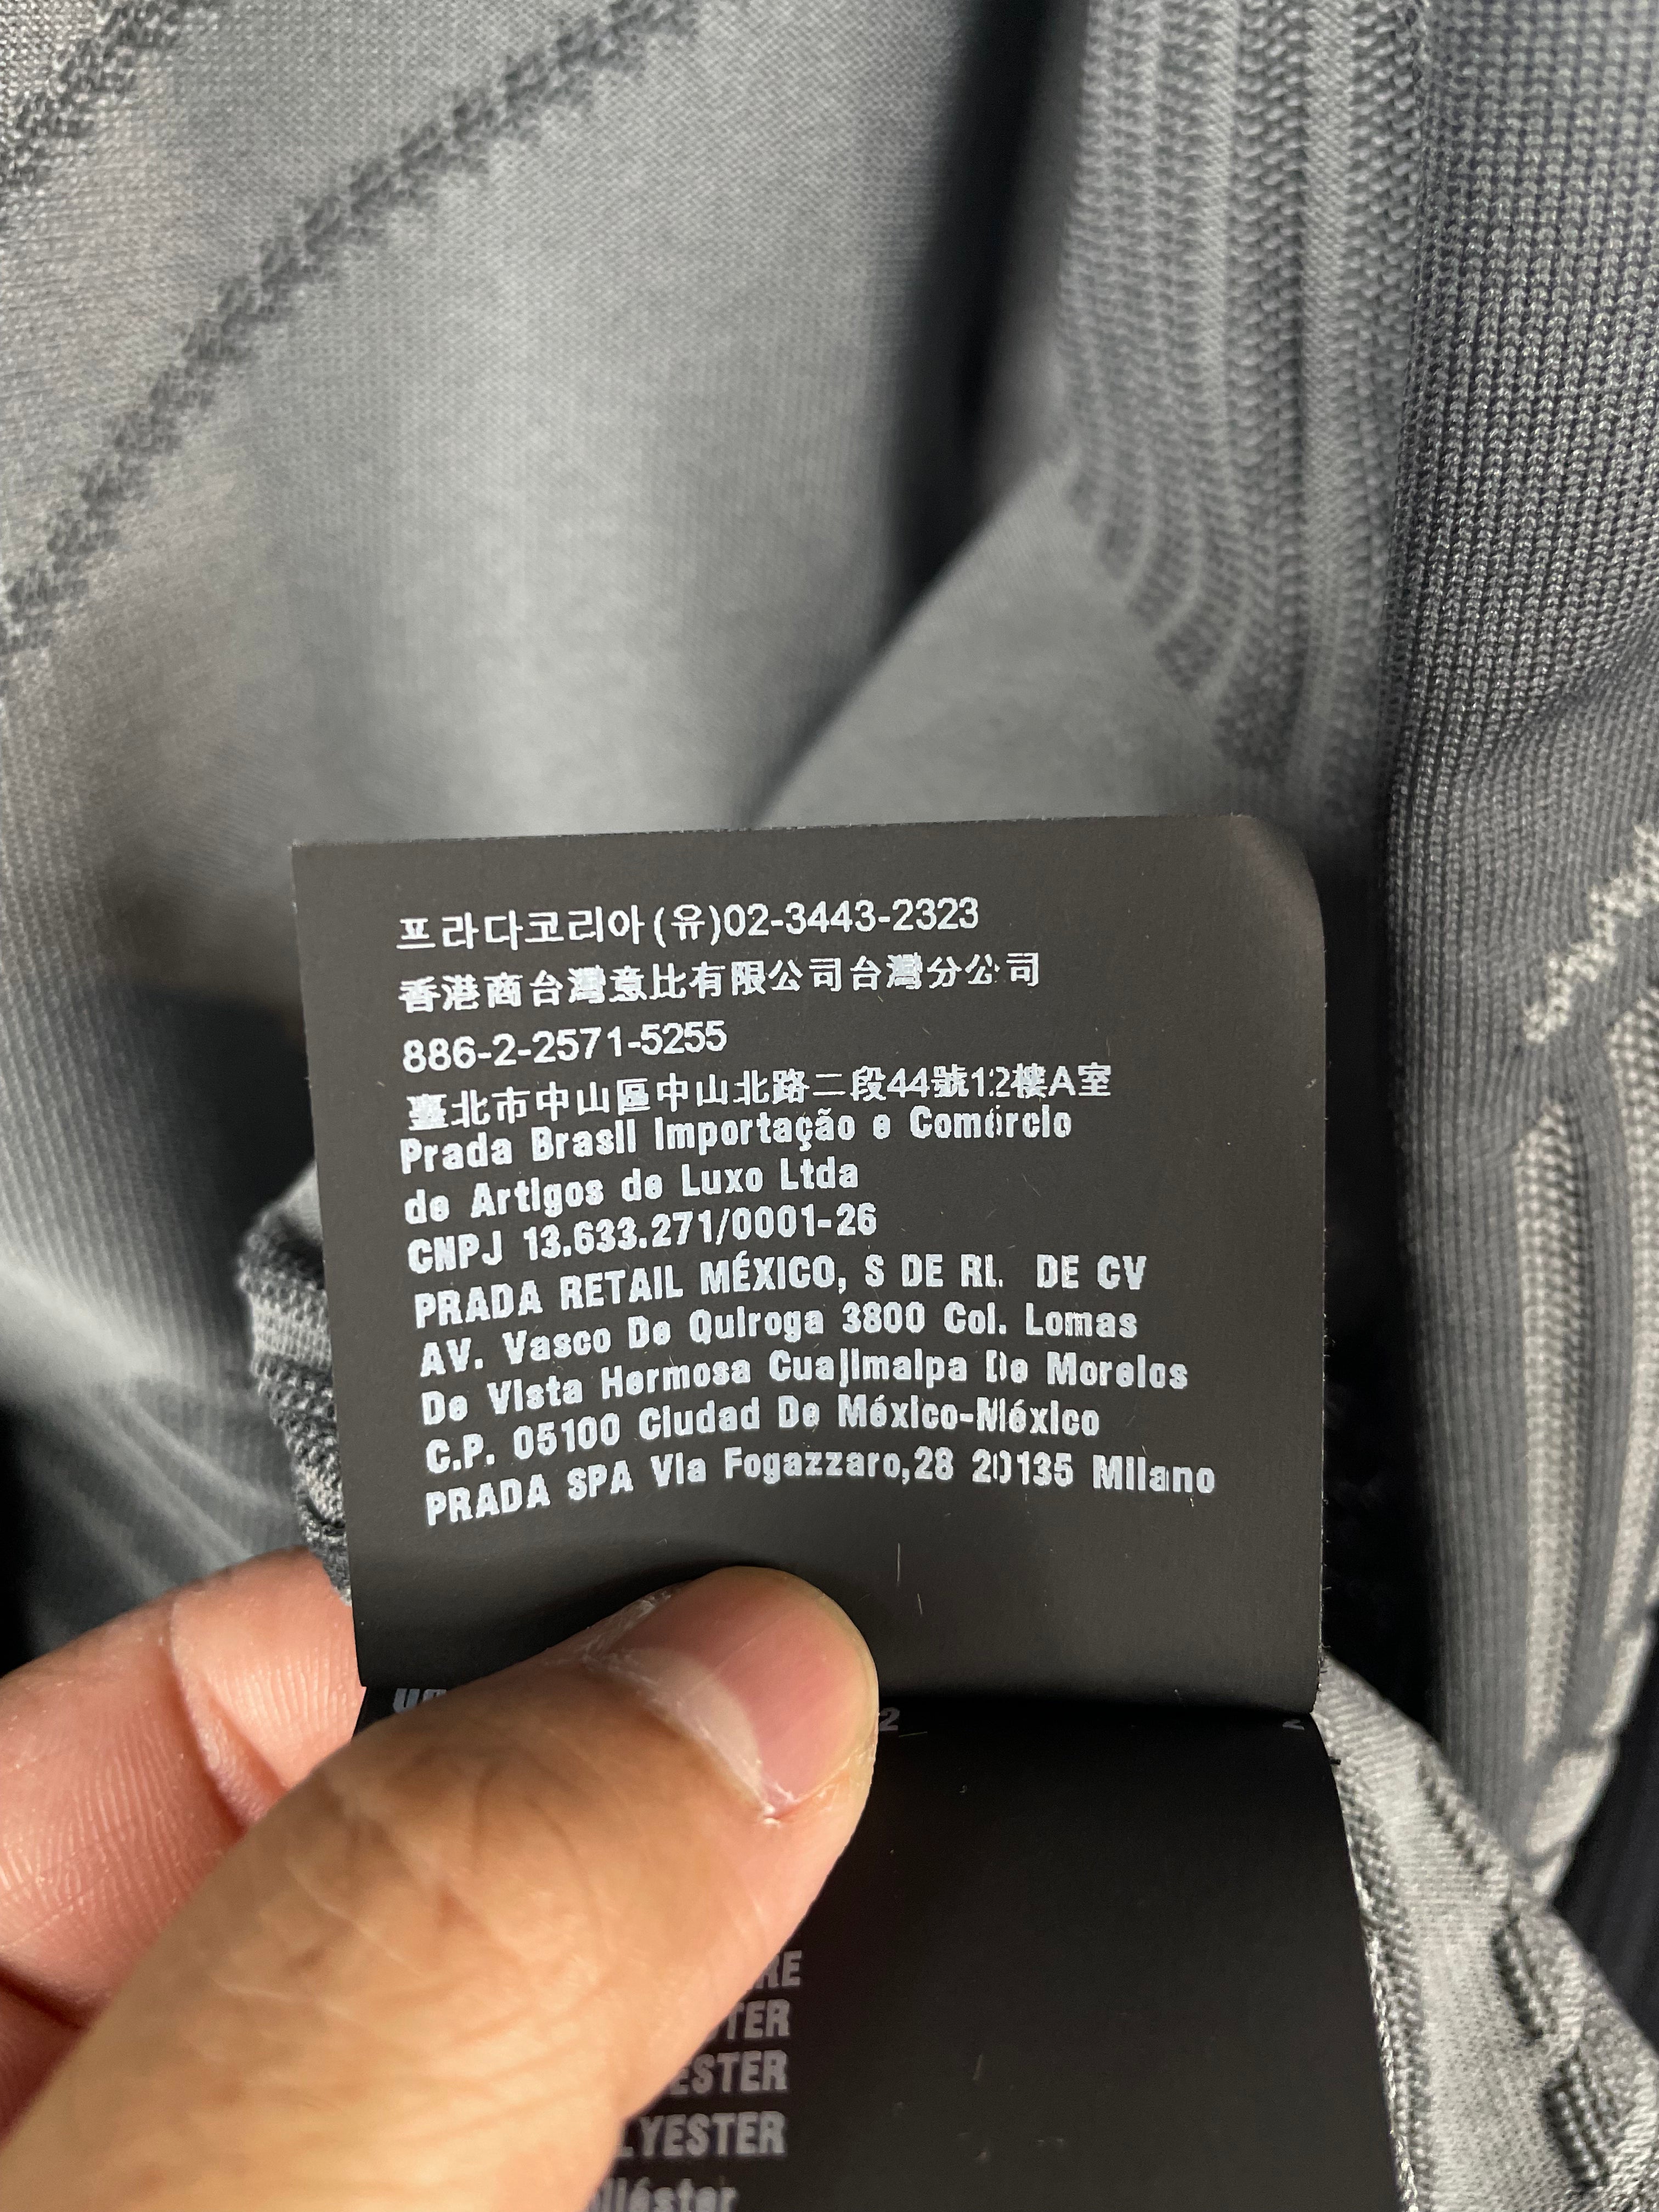 프라다코리아(유)02-3443-2323
香港商台灣意比有限公司台灣分公司
886-2-2571-5255
臺北市中山區中山北路二段44號12樓A室
Prada Brasil Importação e Comércio
de Artigos de Luxo Ltda
CNPJ 13.633.271/0001-26
PRADA RETAIL MÉXICO, S DE RL. DE CV
AV. Vasco De Quiroga 3800 Col. Lomas
De Vista Hermosa Cuajimalpa De Morelos
C.P. 05100 Ciudad De México-México
PRADA SPA Via Fogazzaro,28 20135 Milano
2 2